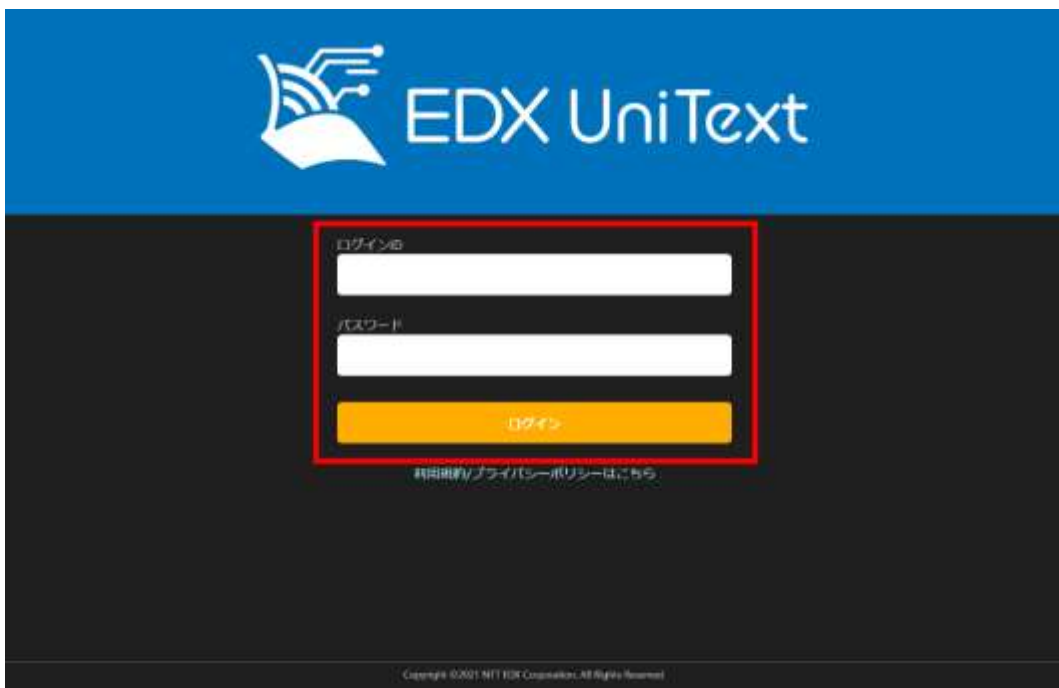 EDX UniText
ログインID
パスワード
ログイン
利用規約/プライバシーポリシーはこちら
Copyright ©2021 NTT EDX Corporation. All Rights Reserved